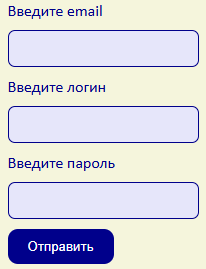 Введите email
Введите логин
Введите пароль
Отправить